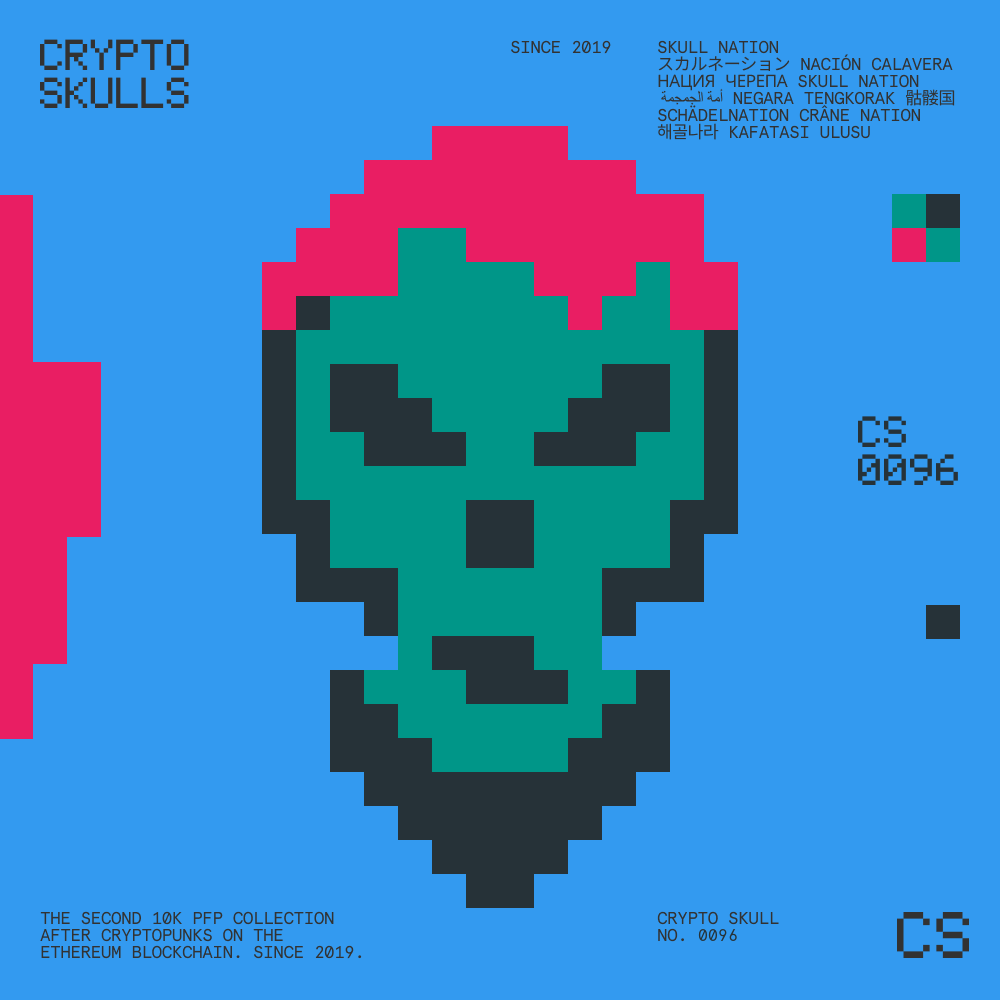 CRYPTO
SKULLS
SINCE 2019
SKULL NATION
スカルネーション NACIÓN CALAVERA
НАЦИЯ ЧЕРЕПА SKULL NATION
أمة الجمجمة NEGARA TENGKORAK 骷髅国
SCHÄDELNATION CRÂNE NATION
해골나라 KAFATASI ULUSU
CS
0096
THE SECOND 10K PFP COLLECTION
AFTER CRYPTOPUNKS ON THE
ETHEREUM BLOCKCHAIN. SINCE 2019.
CRYPTO SKULL
NO. 0096
CS